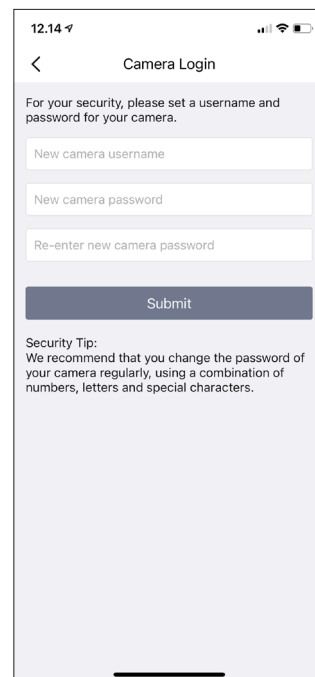 12.14
Camera Login
For your security, please set a username and
password for your camera.
New camera username
New camera password
Re-enter new camera password
Submit
Security Tip:
We recommend that you change the password of
your camera regularly, using a combination of
numbers, letters and special characters.